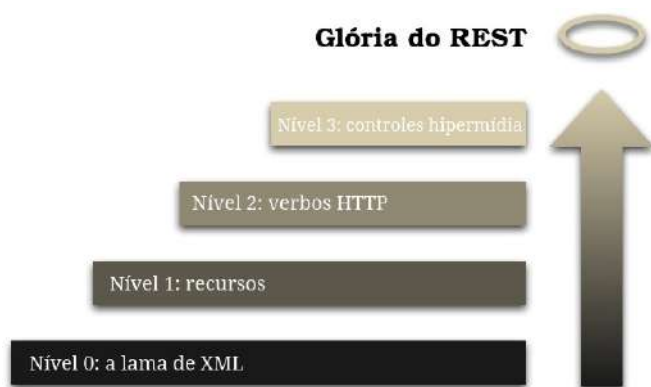 Glória do REST
Nível 3: controles hipermídia
Nível 2: verbos HTTP
Nível 1: recursos
Nível 0: a lama de XML